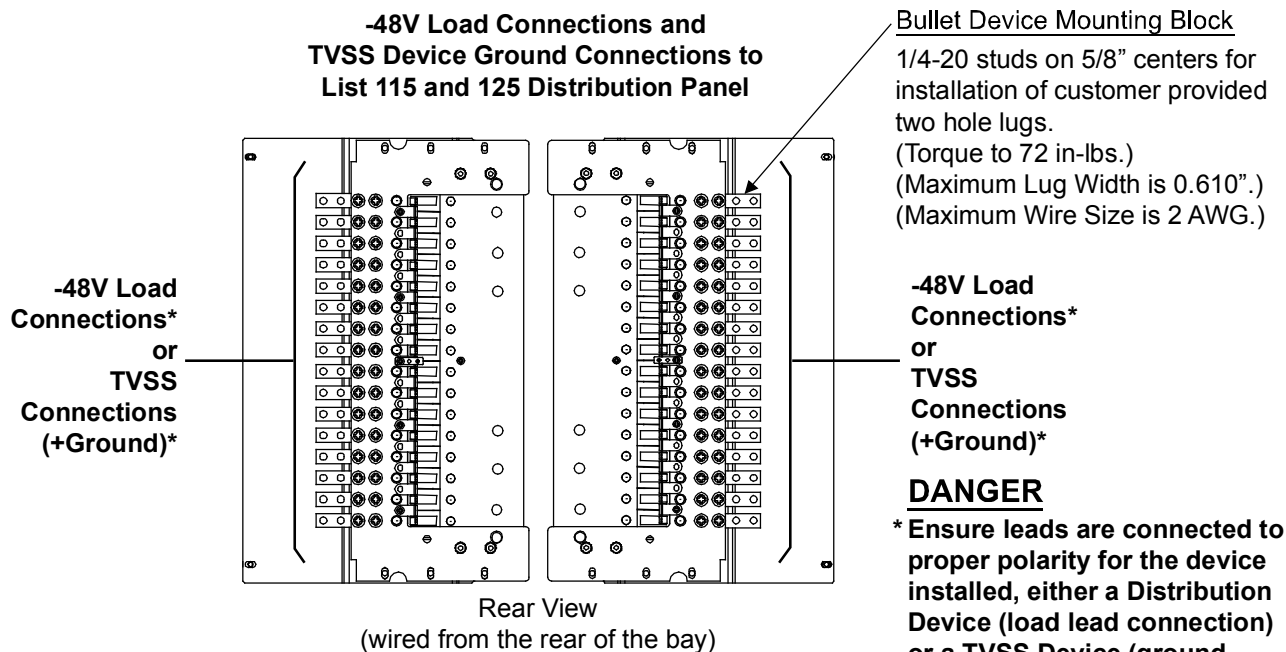 -48V Load Connections and
TVSS Device Ground Connections to
List 115 and 125 Distribution Panel
Bullet Device Mounting Block
1/4-20 studs on 5/8” centers for
installation of customer provided
two hole lugs.
(Torque to 72 in-lbs.)
(Maximum Lug Width is 0.610”.)
(Maximum Wire Size is 2 AWG.)
-48V Load
Connections*
or
TVSS
Connections
(+Ground)*
-48V Load
Connections*
or
TVSS
Connections
(+Ground)*
DANGER
* Ensure leads are connected to
proper polarity for the device
installed, either a Distribution
Device (load lead connection)
or a TVSS Device (ground
Rear View
(wired from the rear of the bay)